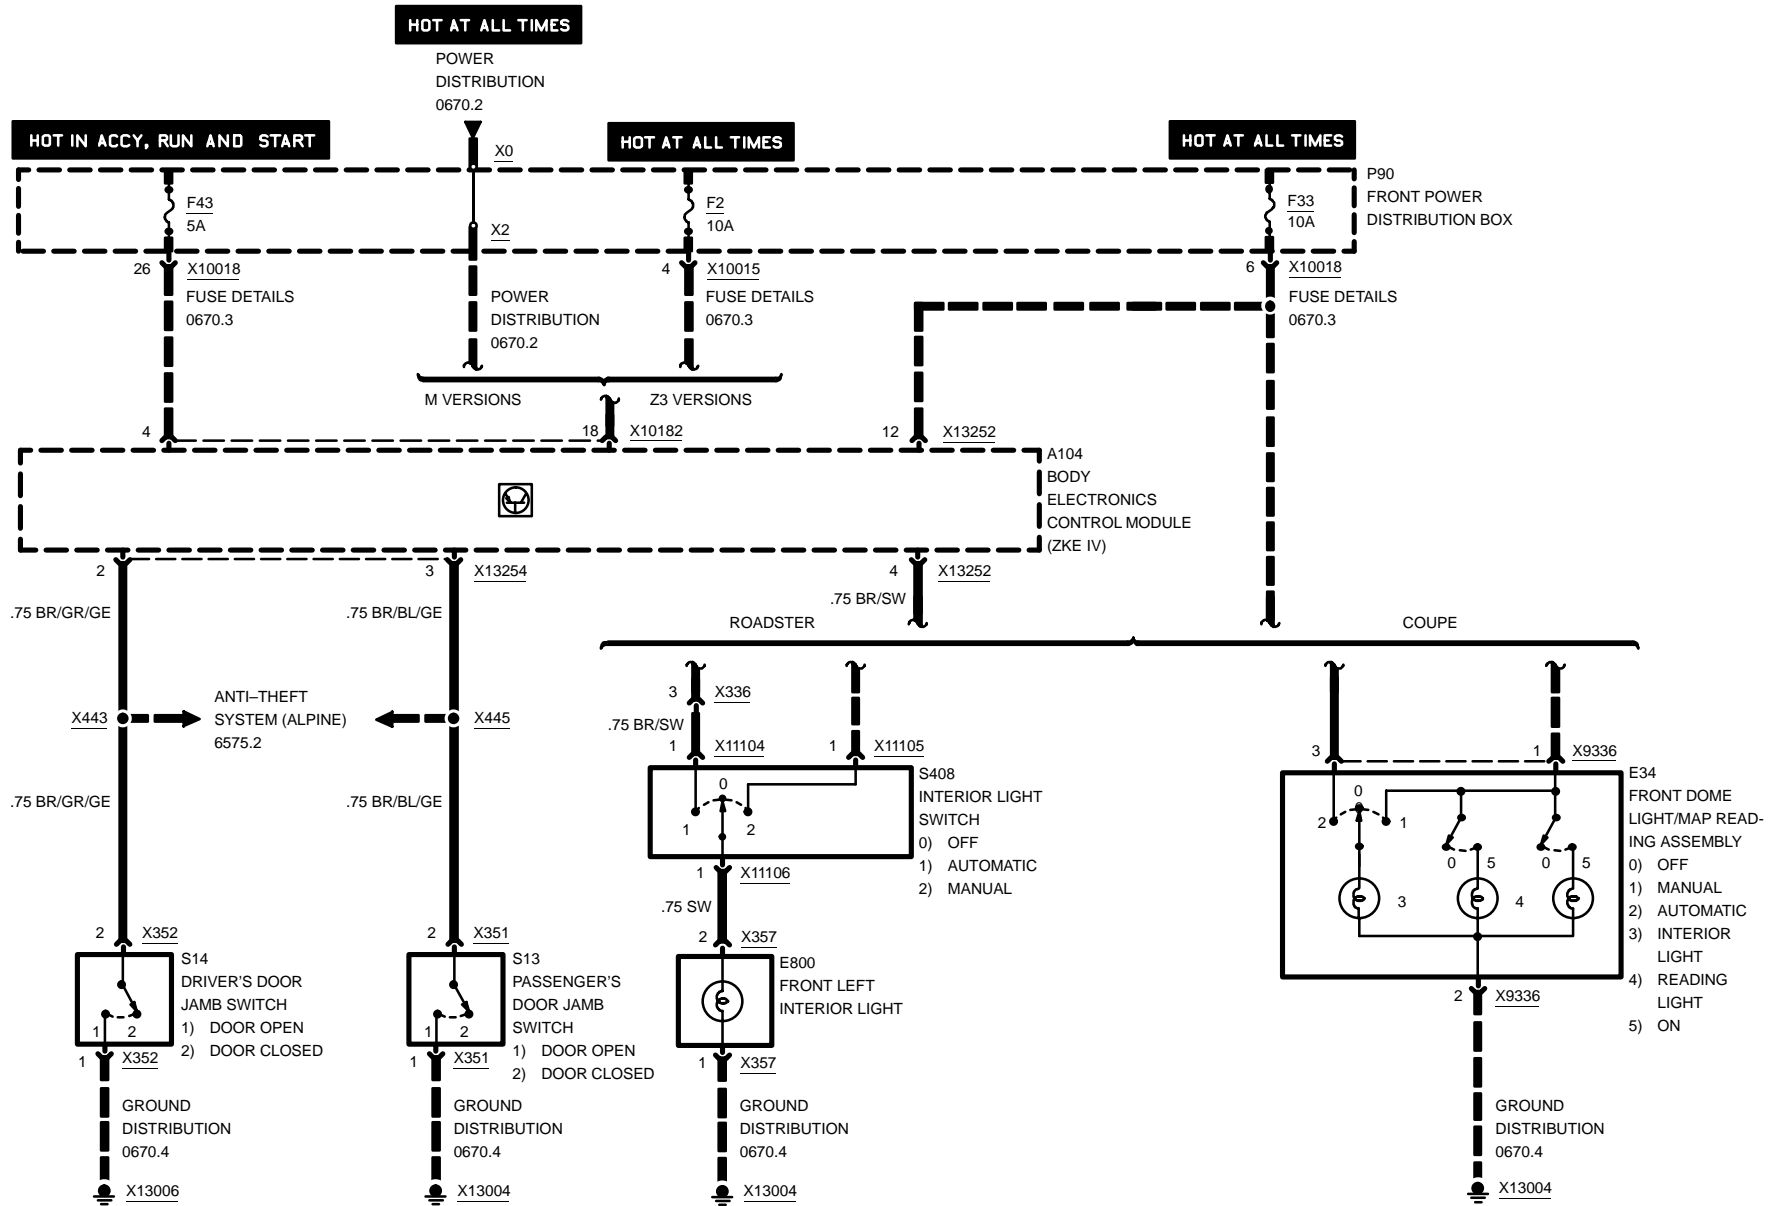 HOT AT ALL TIMES
POWER
DISTRIBUTION
0670.2
HOT IN ACCY, RUN AND START
HOT AT ALL TIMES
HOT AT ALL TIMES
X0
F43
5A
X2
F2
10A
F33
10A
P90
FRONT POWER
DISTRIBUTION BOX
26
X10018
FUSE DETAILS
0670.3
POWER
DISTRIBUTION
0670.2
4
X10015
FUSE DETAILS
0670.3
6
X10018
FUSE DETAILS
0670.3
M VERSIONS
Z3 VERSIONS
4
18
X10182
12
X13252
A104
BODY
ELECTRONICS
CONTROL MODULE
(ZKE IV)
2
3
X13254
4
X13252
.75 BR/GR/GE
.75 BR/BL/GE
.75 BR/SW
ROADSTER
COUPE
X443
ANTI–THEFT
SYSTEM (ALPINE)
6575.2
X445
3
X336
.75 BR/SW
1
X11104
1
X11105
3
1
X9336
.75 BR/GR/GE
.75 BR/BL/GE
0
1
2
S408
INTERIOR LIGHT
SWITCH
0) OFF
1) AUTOMATIC
2) MANUAL
1
X11106
.75 SW
0
2
1
0
5
0
5
3
4
E34
FRONT DOME
LIGHT/MAP READ-
ING ASSEMBLY
0) OFF
1) MANUAL
2) AUTOMATIC
3) INTERIOR
LIGHT
4) READING
LIGHT
5) ON
2
X352
2
X351
2
X357
S14
DRIVER'S DOOR
JAMB SWITCH
1) DOOR OPEN
2) DOOR CLOSED
1
2
S13
PASSENGER'S
DOOR JAMB
SWITCH
1) DOOR OPEN
2) DOOR CLOSED
1
2
E800
FRONT LEFT
INTERIOR LIGHT
2
X9336
1
X352
1
X351
1
X357
GROUND
DISTRIBUTION
0670.4
GROUND
DISTRIBUTION
0670.4
GROUND
DISTRIBUTION
0670.4
GROUND
DISTRIBUTION
0670.4
X13006
X13004
X13004
X13004